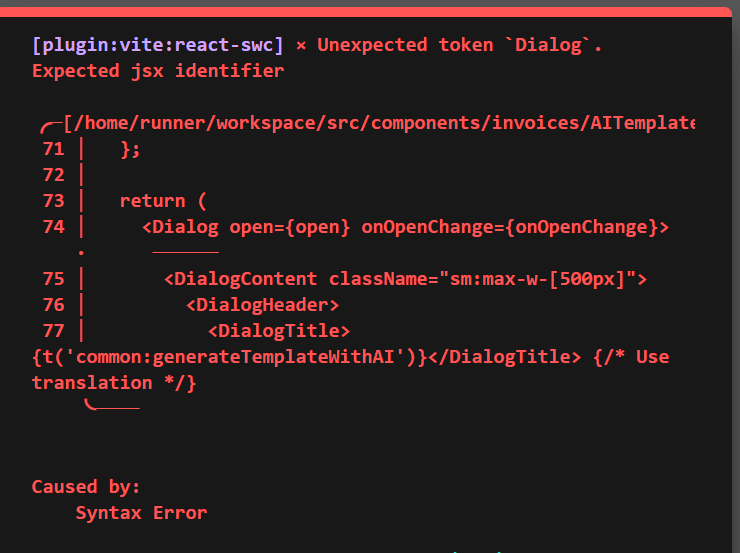 [plugin:vite:react-swc] × Unexpected token `Dialog`.
Expected jsx identifier
╭─[/home/runner/workspace/src/components/invoices/AITemplate
71 │   };
72 │
73 │   return (
74 │     <Dialog open={open} onOpenChange={onOpenChange}>
·      ──────
75 │       <DialogContent className="sm:max-w-[500px]">
76 │         <DialogHeader>
77 │           <DialogTitle>
{t('common:generateTemplateWithAI')}</DialogTitle> {/* Use
translation */}
╰────
Caused by:
Syntax Error